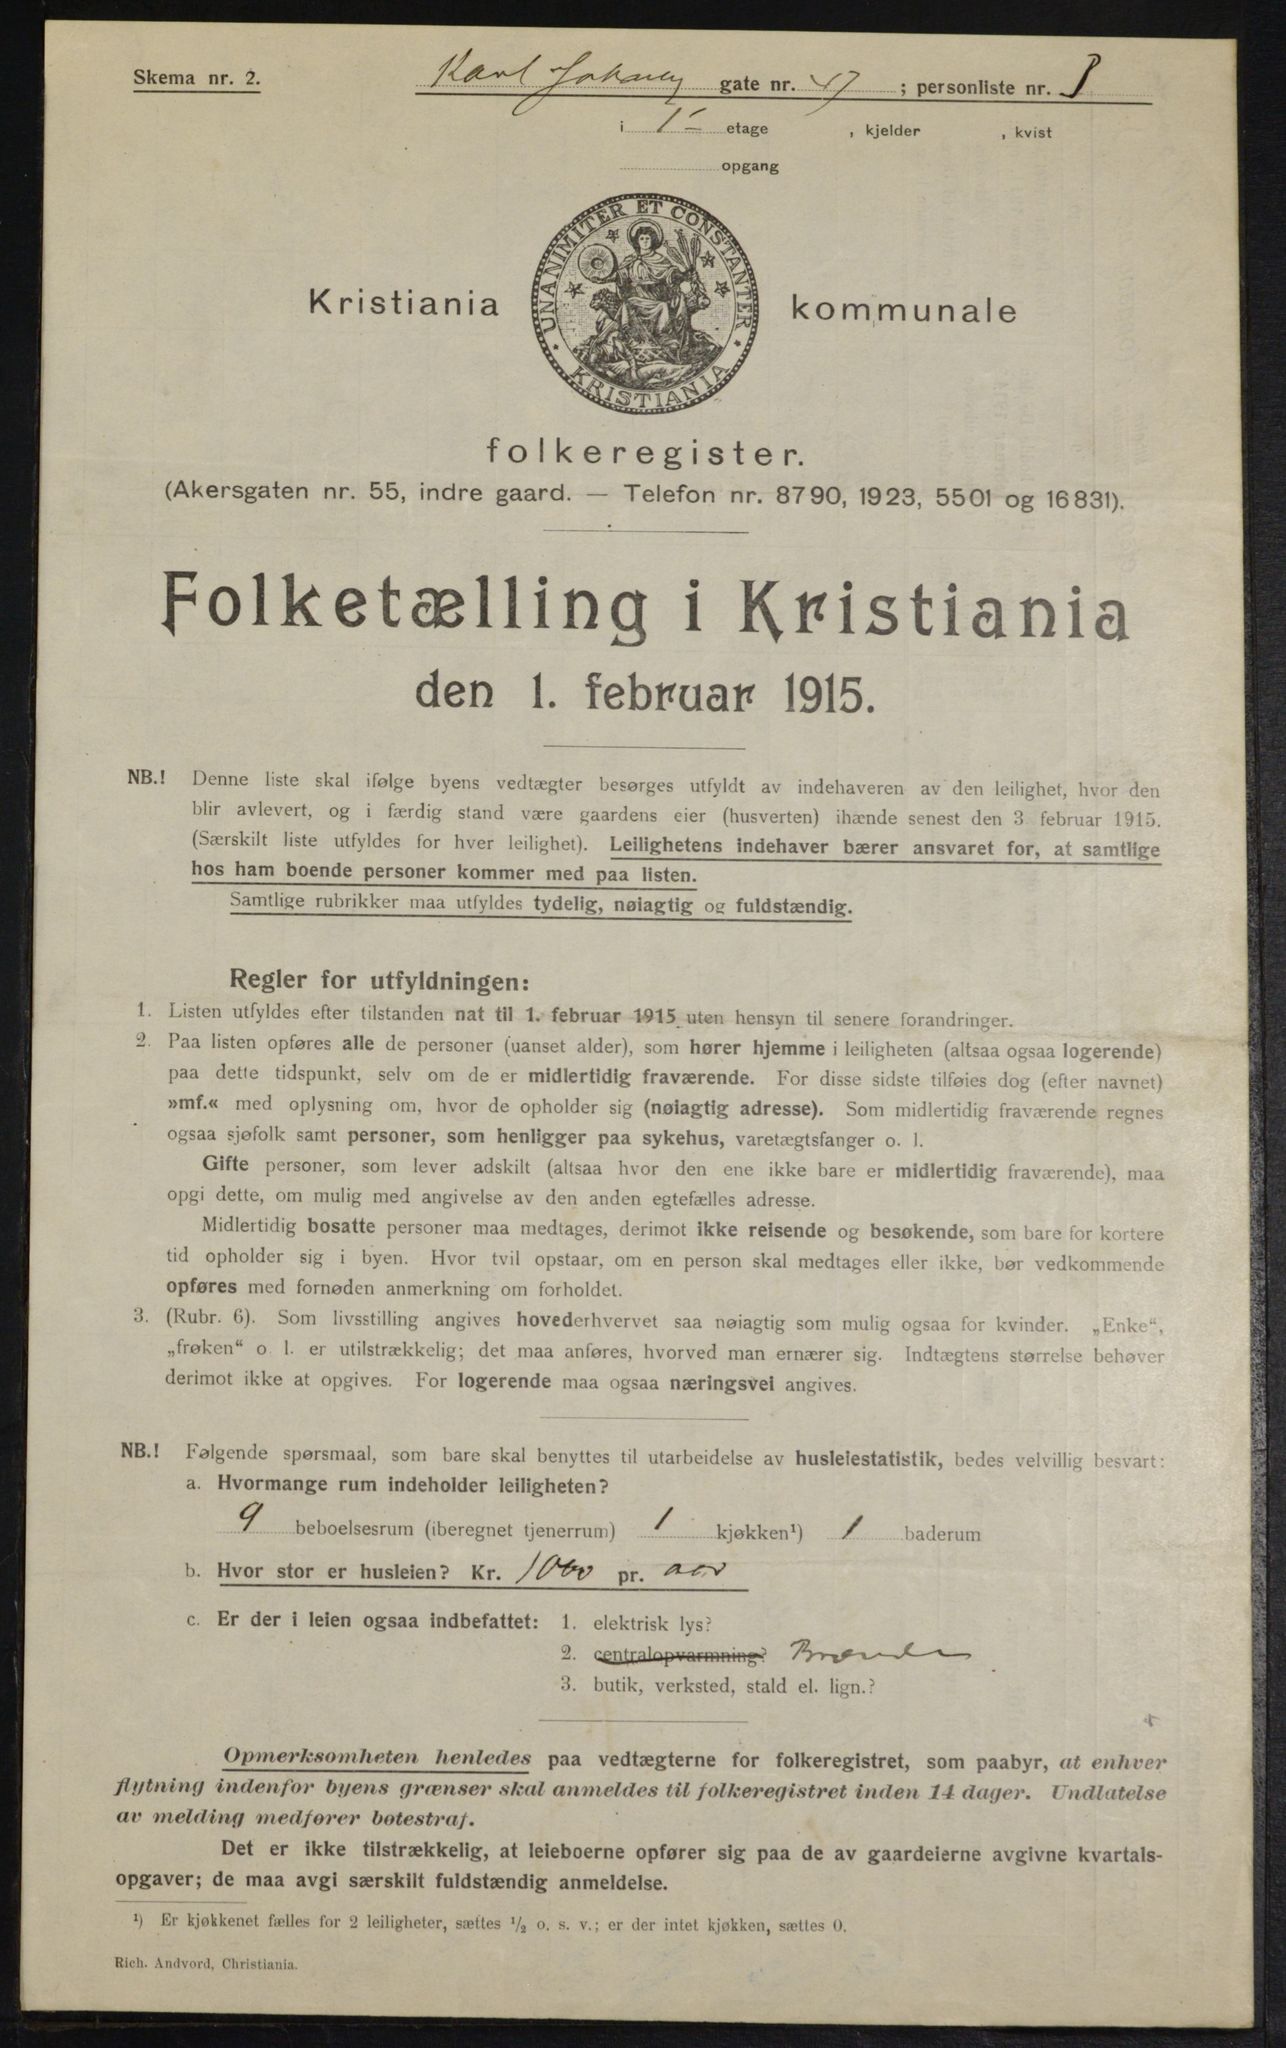 Skema nr. 2.
Karl Johans gate nr. 47 ; personliste nr.
i 1 etage , kjelder , kvist
opgang
UNANIMITER ET CONSTANTER
KRISTIANIA
Kristiania kommunale
folkeregister.
(Akersgaten nr. 55, indre gaard. — Telefon nr. 8790, 1923, 5501 og 16831).
Folketælling i Kristiania
den 1. februar 1915.
NB.! Denne liste skal ifølge byens vedtægter besørges utfyldt av indehaveren av den leilighet, hvor den
blir avlevert, og i færdig stand være gaardens eier (husverten) ihænde senest den 3 februar 1915.
(Særskilt liste utfyldes for hver leilighet). Leilighetens indehaver bærer ansvaret for, at samtlige
hos ham boende personer kommer med paa listen.
Samtlige rubrikker maa utfyldes tydelig, nøiagtig og fuldstændig.
Regler for utfyldningen:
1. Listen utfyldes efter tilstanden nat til 1. februar 1915 uten hensyn til senere forandringer.
2. Paa listen opføres alle de personer (uanset alder), som hører hjemme i leiligheten (altsaa ogsaa logerende)
paa dette tidspunkt, selv om de er midlertidig fraværende. For disse sidste tilføies dog (efter navnet)
»mf.« med oplysning om, hvor de opholder sig (nøiagtig adresse). Som midlertidig fraværende regnes
ogsaa sjøfolk samt personer, som henligger paa sykehus, varetægtsfanger o. l.
Gifte personer, som lever adskilt (altsaa hvor den ene ikke bare er midlertidig fraværende), maa
opgi dette, om mulig med angivelse av den anden egtefælles adresse.
Midlertidig bosatte personer maa medtages, derimot ikke reisende og besøkende, som bare for kortere
tid opholder sig i byen. Hvor tvil opstaar, om en person skal medtages eller ikke, bør vedkommende
opføres med fornøden anmerkning om forholdet.
3. (Rubr. 6). Som livsstilling angives hovederhvervet saa nøiagtig som mulig ogsaa for kvinder. „Enke“,
„frøken“ o l. er utilstrækkelig; det maa anføres, hvorved man ernærer sig. Indtægtens størrelse behøver
derimot ikke at opgives. For logerende maa ogsaa næringsvei angives.
NB.! Følgende spørsmaal, som bare skal benyttes til utarbeidelse av husleiestatistik, bedes velvillig besvart:
a. Hvormange rum indeholder leiligheten?
9 beboelsesrum (iberegnet tjenerrum) 1 kjøkken¹) 1 baderum
b. Hvor stor er husleien? Kr. 1000 pr. aar
c. Er der i leien ogsaa indbefattet: 1. elektrisk lys?
2. centralopvarmning?
3. butik, verksted, stald el. lign.?
Opmerksomheten henledes paa vedtægterne for folkeregistret, som paabyr, at enhver
flytning indenfor byens grænser skal anmeldes til folkeregistret inden 14 dager. Undlatelse
av melding medfører bøtestraf.
Det er ikke tilstrækkelig, at leieboerne opfører sig paa de av gaardeierne avgivne kvartals-
opgaver; de maa avgi særskilt fuldstændig anmeldelse.
¹) Er kjøkkenet fælles for 2 leiligheter, sættes ½ o. s. v.; er der intet kjøkken, sættes 0.
Rich. Andvord, Christiania.